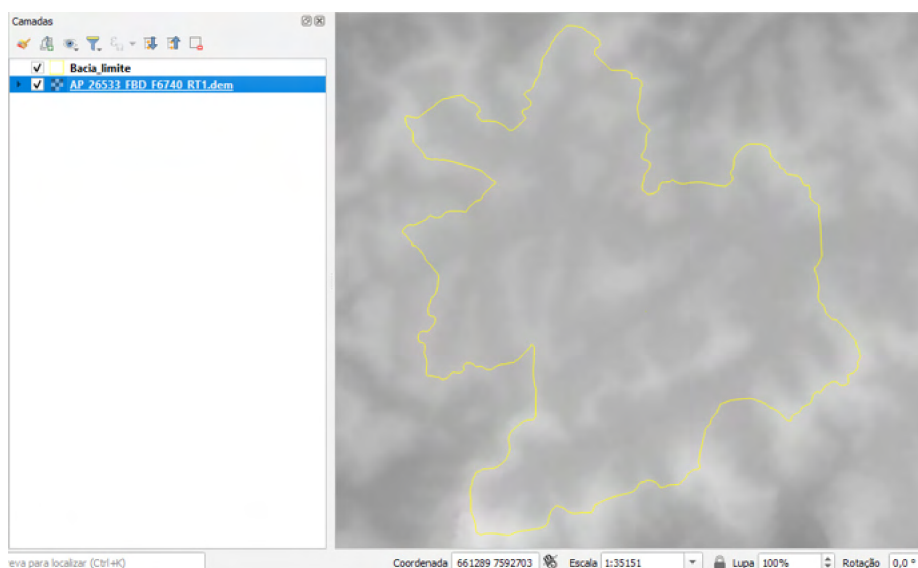 Camadas
Bacia_limite
AP_26533_FBD_F6740_RT1.dem
eva para localizar (Ctrl+K)
Coordenada 661289 7592703 Escala 1:35151 Lupa 100% Rotação 0,0 °